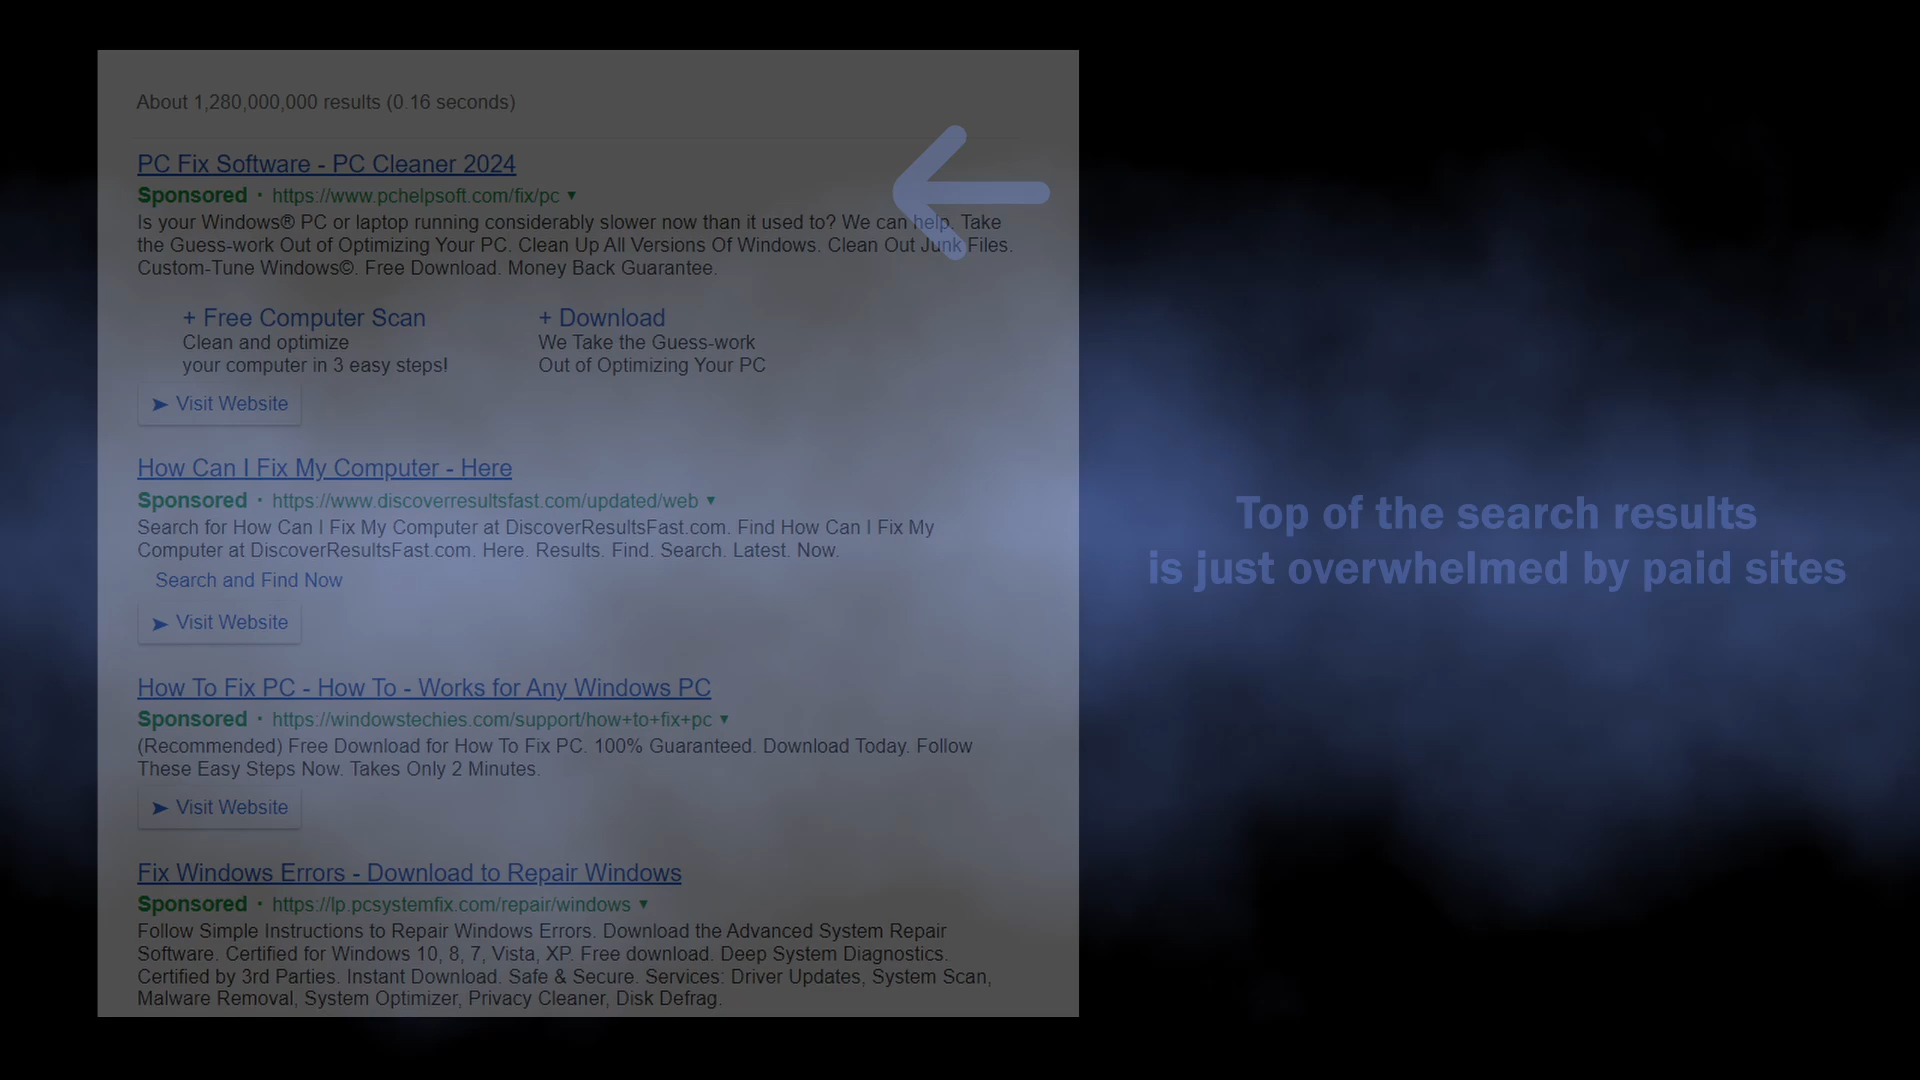 About 1,280,000,000 results (0.16 seconds)
PC Fix Software - PC Cleaner 2024
Sponsored · https://www.pchelpsoft.com/fix/pc ▼
Is your Windows® PC or laptop running considerably slower now than it used to? We can help. Take
the Guess-work Out of Optimizing Your PC. Clean Up All Versions Of Windows. Clean Out Junk Files.
Custom-Tune Windows©. Free Download. Money Back Guarantee.
+ Free Computer Scan
Clean and optimize
your computer in 3 easy steps!
+ Download
We Take the Guess-work
Out of Optimizing Your PC
➤ Visit Website
How Can I Fix My Computer - Here
Sponsored · https://www.discoverresultsfast.com/updated/web ▼
Search for How Can I Fix My Computer at DiscoverResultsFast.com. Find How Can I Fix My
Computer at DiscoverResultsFast.com. Here. Results. Find. Search. Latest. Now.
Search and Find Now
➤ Visit Website
How To Fix PC - How To - Works for Any Windows PC
Sponsored · https://windowstechies.com/support/how+to+fix+pc ▼
(Recommended) Free Download for How To Fix PC. 100% Guaranteed. Download Today. Follow
These Easy Steps Now. Takes Only 2 Minutes.
➤ Visit Website
Fix Windows Errors - Download to Repair Windows
Sponsored · https://lp.pcsystemfix.com/repair/windows ▼
Follow Simple Instructions to Repair Windows Errors. Download the Advanced System Repair
Software. Certified for Windows 10, 8, 7, Vista, XP. Free download. Deep System Diagnostics.
Certified by 3rd Parties. Instant Download. Safe & Secure. Services: Driver Updates, System Scan,
Malware Removal, System Optimizer, Privacy Cleaner, Disk Defrag.
Top of the search results
is just overwhelmed by paid sites